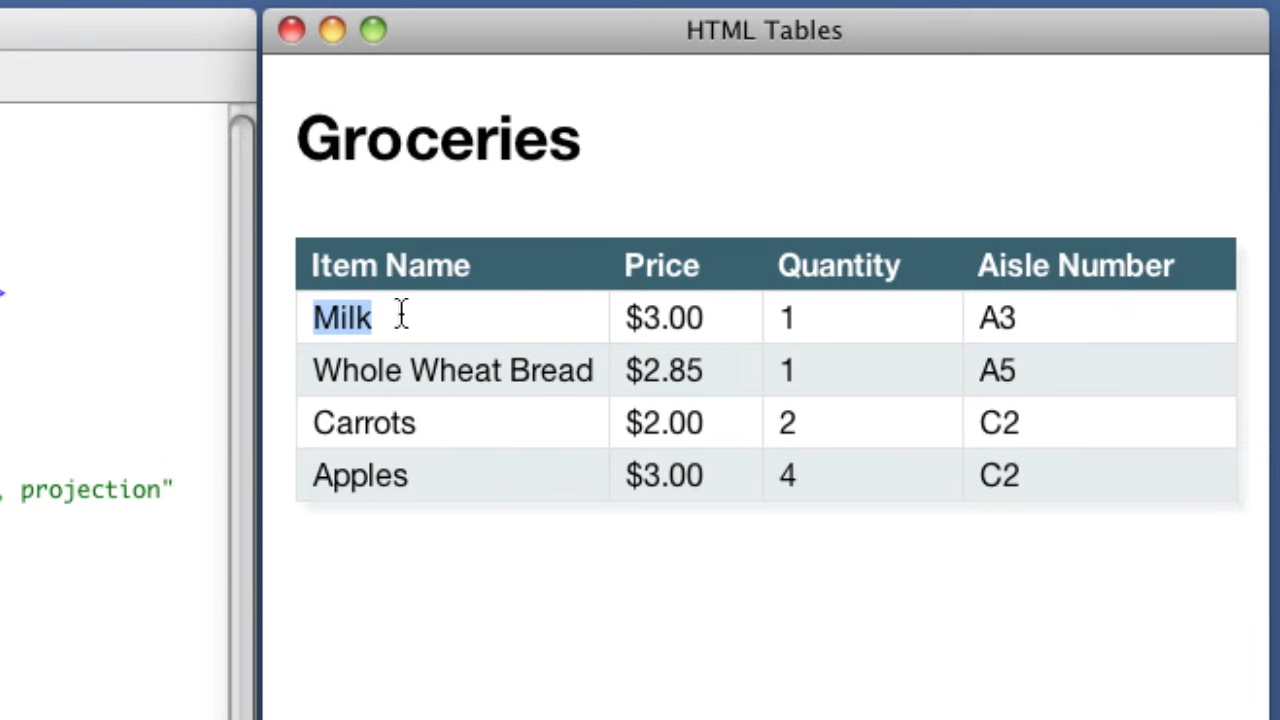 HTML Tables
Groceries
Item Name Price Quantity Aisle Number
Milk $3.00 1 A3
Whole Wheat Bread $2.85 1 A5
Carrots $2.00 2 C2
Apples $3.00 4 C2
, projection"